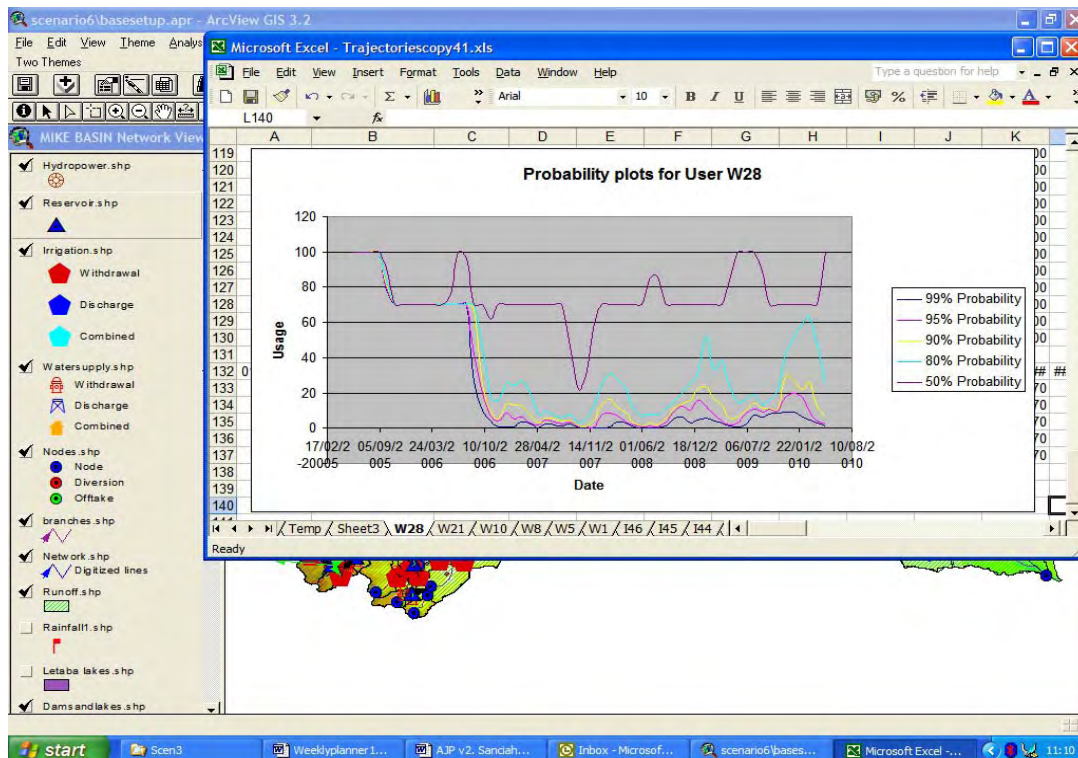 scenario6\basesetup.apr - ArcView GIS 3.2
File Edit View Theme Analys
Two Themes
MIKE BASIN Network View
Hydropower.shp
Reservoir.shp
Irrigation.shp
Withdrawal
Discharge
Combined
Watersupply.shp
Withdrawal
Discharge
Combined
Nodes.shp
Node
Diversion
Offtake
branches.shp
Network.shp
Digitized lines
Runoff.shp
Rainfall1.shp
Letaba lakes.shp
Damsandlakes.shp
Microsoft Excel - Trajectoriescopy41.xls
File Edit View Insert Format Tools Data Window Help
Type a question for help
Arial 10 B I U
L140 fx
A B C D E F G H I J K
119
120
121
122
123
124
125
126
127
128
129
130
131
132
133
134
135
136
137
138
139
140
Probability plots for User W28
Usage
120
100
80
60
40
20
0
-20
17/02/2 05/09/2 24/03/2 10/10/2 28/04/2 14/11/2 01/06/2 18/12/2 06/07/2 22/01/2 10/08/2
005 005 006 006 007 007 008 008 009 010 010
Date
99% Probability
95% Probability
90% Probability
80% Probability
50% Probability
Temp Sheet3 W28 W21 W10 W8 W5 W1 I46 I45 I44
Ready
start Scen3 Weeklyplanner1... AJP v2. Sanciah... Inbox - Microsof... scenario6\bases... Microsoft Excel -... 11:10